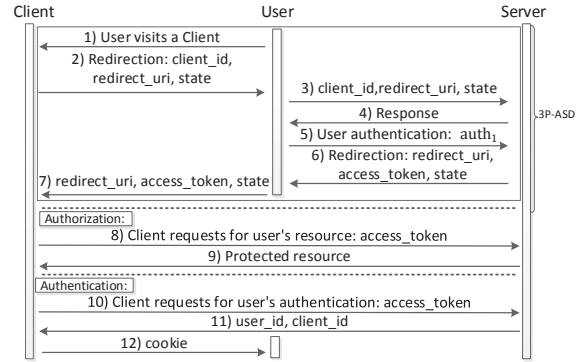 Client User Server
1) User visits a Client
2) Redirection: client_id,
redirect_uri, state
3) client_id,redirect_uri, state
4) Response
3P-ASD
5) User authentication: auth₁
6) Redirection: redirect_uri,
access_token, state
7) redirect_uri, access_token, state
Authorization:
8) Client requests for user's resource: access_token
9) Protected resource
Authentication:
10) Client requests for user's authentication: access_token
11) user_id, client_id
12) cookie